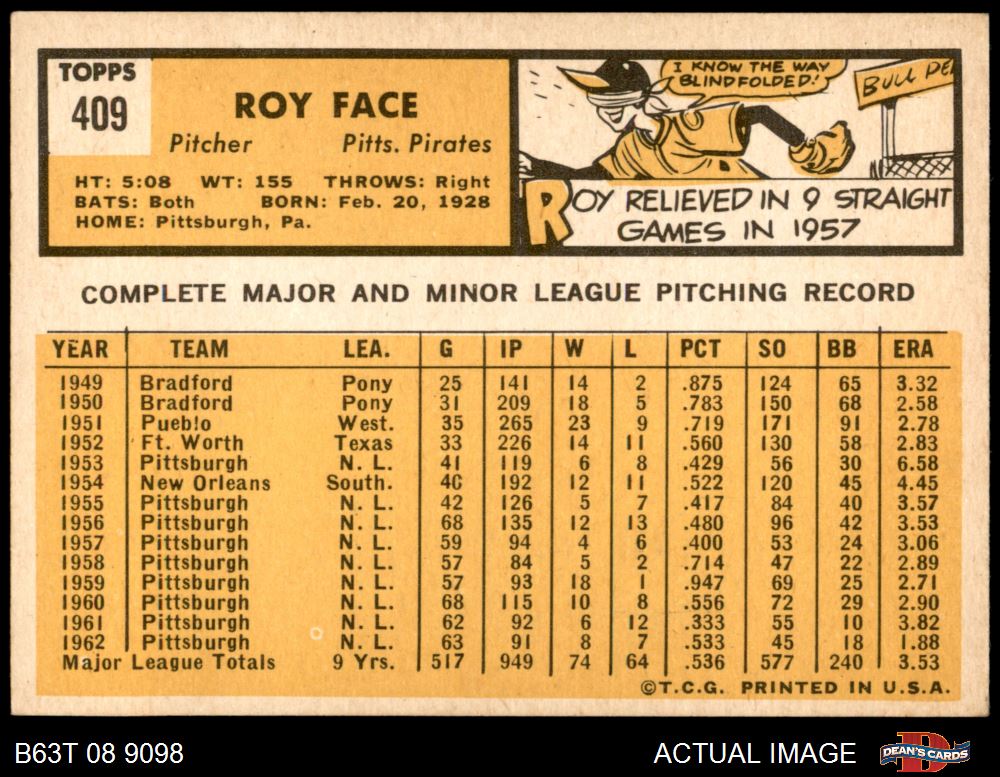 TOPPS
409
ROY FACE
Pitcher Pitts. Pirates
HT: 5:08 WT: 155 THROWS: Right
BATS: Both BORN: Feb. 20, 1928
HOME: Pittsburgh, Pa.
I KNOW THE WAY
BLINDFOLDED!
BULL PE
ROY RELIEVED IN 9 STRAIGHT
GAMES IN 1957
COMPLETE MAJOR AND MINOR LEAGUE PITCHING RECORD
YEAR TEAM LEA. G IP W L PCT SO BB ERA
1949 Bradford Pony 25 141 14 2 .875 124 65 3.32
1950 Bradford Pony 31 209 18 5 .783 150 68 2.58
1951 Pueblo West. 35 265 23 9 .719 171 91 2.78
1952 Ft. Worth Texas 33 226 14 11 .560 130 58 2.83
1953 Pittsburgh N. L. 41 119 6 8 .429 56 30 6.58
1954 New Orleans South. 40 192 12 11 .522 120 45 4.45
1955 Pittsburgh N. L. 42 126 5 7 .417 84 40 3.57
1956 Pittsburgh N. L. 68 135 12 13 .480 96 42 3.53
1957 Pittsburgh N. L. 59 94 4 6 .400 53 24 3.06
1958 Pittsburgh N. L. 57 84 5 2 .714 47 22 2.89
1959 Pittsburgh N. L. 57 93 18 1 .947 69 25 2.71
1960 Pittsburgh N. L. 68 115 10 8 .556 72 29 2.90
1961 Pittsburgh N. L. 62 92 6 12 .333 55 10 3.82
1962 Pittsburgh N. L. 63 91 8 7 .533 45 18 1.88
Major League Totals 9 Yrs. 517 949 74 64 .536 577 240 3.53
©T.C.G. PRINTED IN U.S.A.
B63T 08 9098 ACTUAL IMAGE DEAN'S CARDS